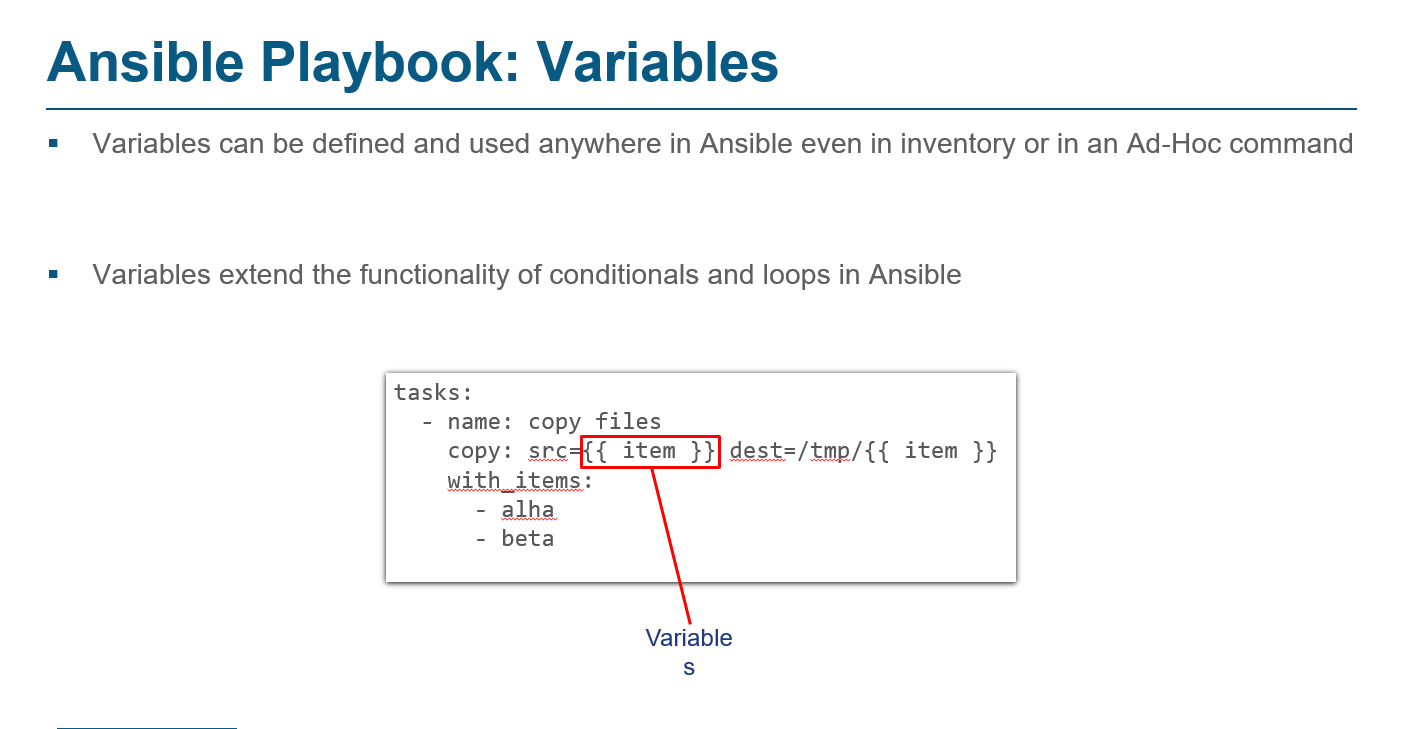 Ansible Playbook: Variables
▪ Variables can be defined and used anywhere in Ansible even in inventory or in an Ad-Hoc command
▪ Variables extend the functionality of conditionals and loops in Ansible
tasks:
  - name: copy files
    copy: src={{ item }} dest=/tmp/{{ item }}
    with_items:
      - alha
      - beta
Variable
s